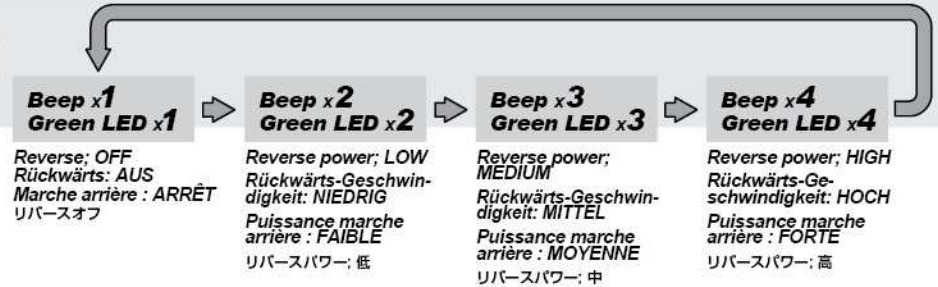 Beep x1
Green LED x1
Reverse; OFF
Rückwärts: AUS
Marche arrière : ARRÊT
リバースオフ
Beep x2
Green LED x2
Reverse power; LOW
Rückwärts-Geschwin-
digkeit: NIEDRIG
Puissance marche
arrière : FAIBLE
リバースパワー; 低
Beep x3
Green LED x3
Reverse power;
MEDIUM
Rückwärts-Geschwin-
digkeit: MITTEL
Puissance marche
arrière : MOYENNE
リバースパワー; 中
Beep x4
Green LED x4
Reverse power; HIGH
Rückwärts-Ge-
schwindigkeit: HOCH
Puissance marche
arrière : FORTE
リバースパワー; 高